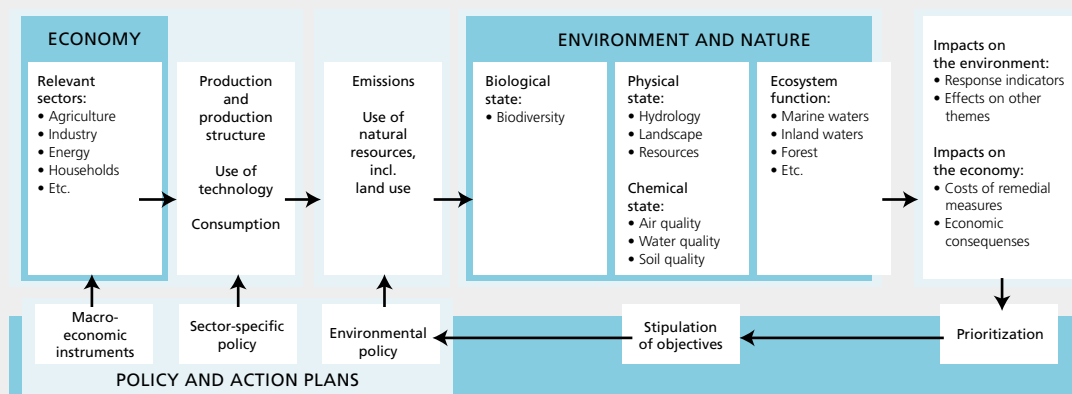 ECONOMY
Relevant
sectors:
• Agriculture
• Industry
• Energy
• Households
• Etc.
Production
and
production
structure
Use of
technology
Consumption
Emissions
Use of
natural
resources,
incl.
land use
ENVIRONMENT AND NATURE
Biological
state:
• Biodiversity
Physical
state:
• Hydrology
• Landscape
• Resources
Chemical
state:
• Air quality
• Water quality
• Soil quality
Ecosystem
function:
• Marine waters
• Inland waters
• Forest
• Etc.
Impacts on
the environment:
• Response indicators
• Effects on other
themes
Impacts on
the economy:
• Costs of remedial
measures
• Economic
consequenses
Macro-
economic
instruments
Sector-specific
policy
Environmental
policy
Stipulation
of objectives
Prioritization
POLICY AND ACTION PLANS